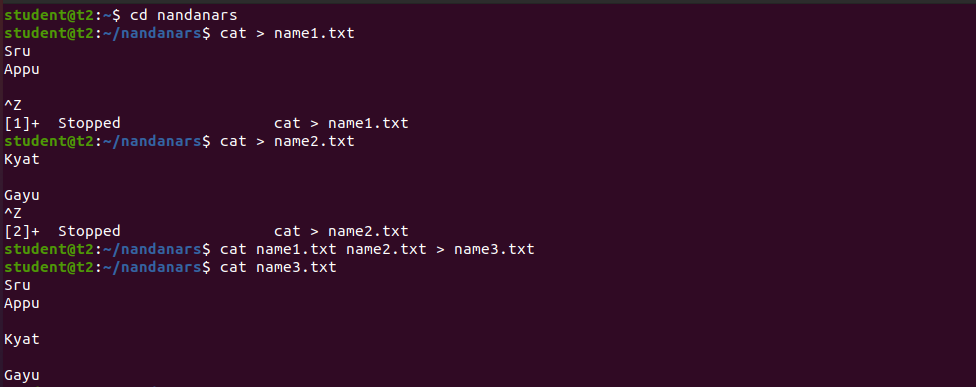 student@t2:~$ cd nandanars
student@t2:~/nandanars$ cat > name1.txt
Sru
Appu

^Z
[1]+  Stopped                 cat > name1.txt
student@t2:~/nandanars$ cat > name2.txt
Kyat

Gayu
^Z
[2]+  Stopped                 cat > name2.txt
student@t2:~/nandanars$ cat name1.txt name2.txt > name3.txt
student@t2:~/nandanars$ cat name3.txt
Sru
Appu

Kyat

Gayu